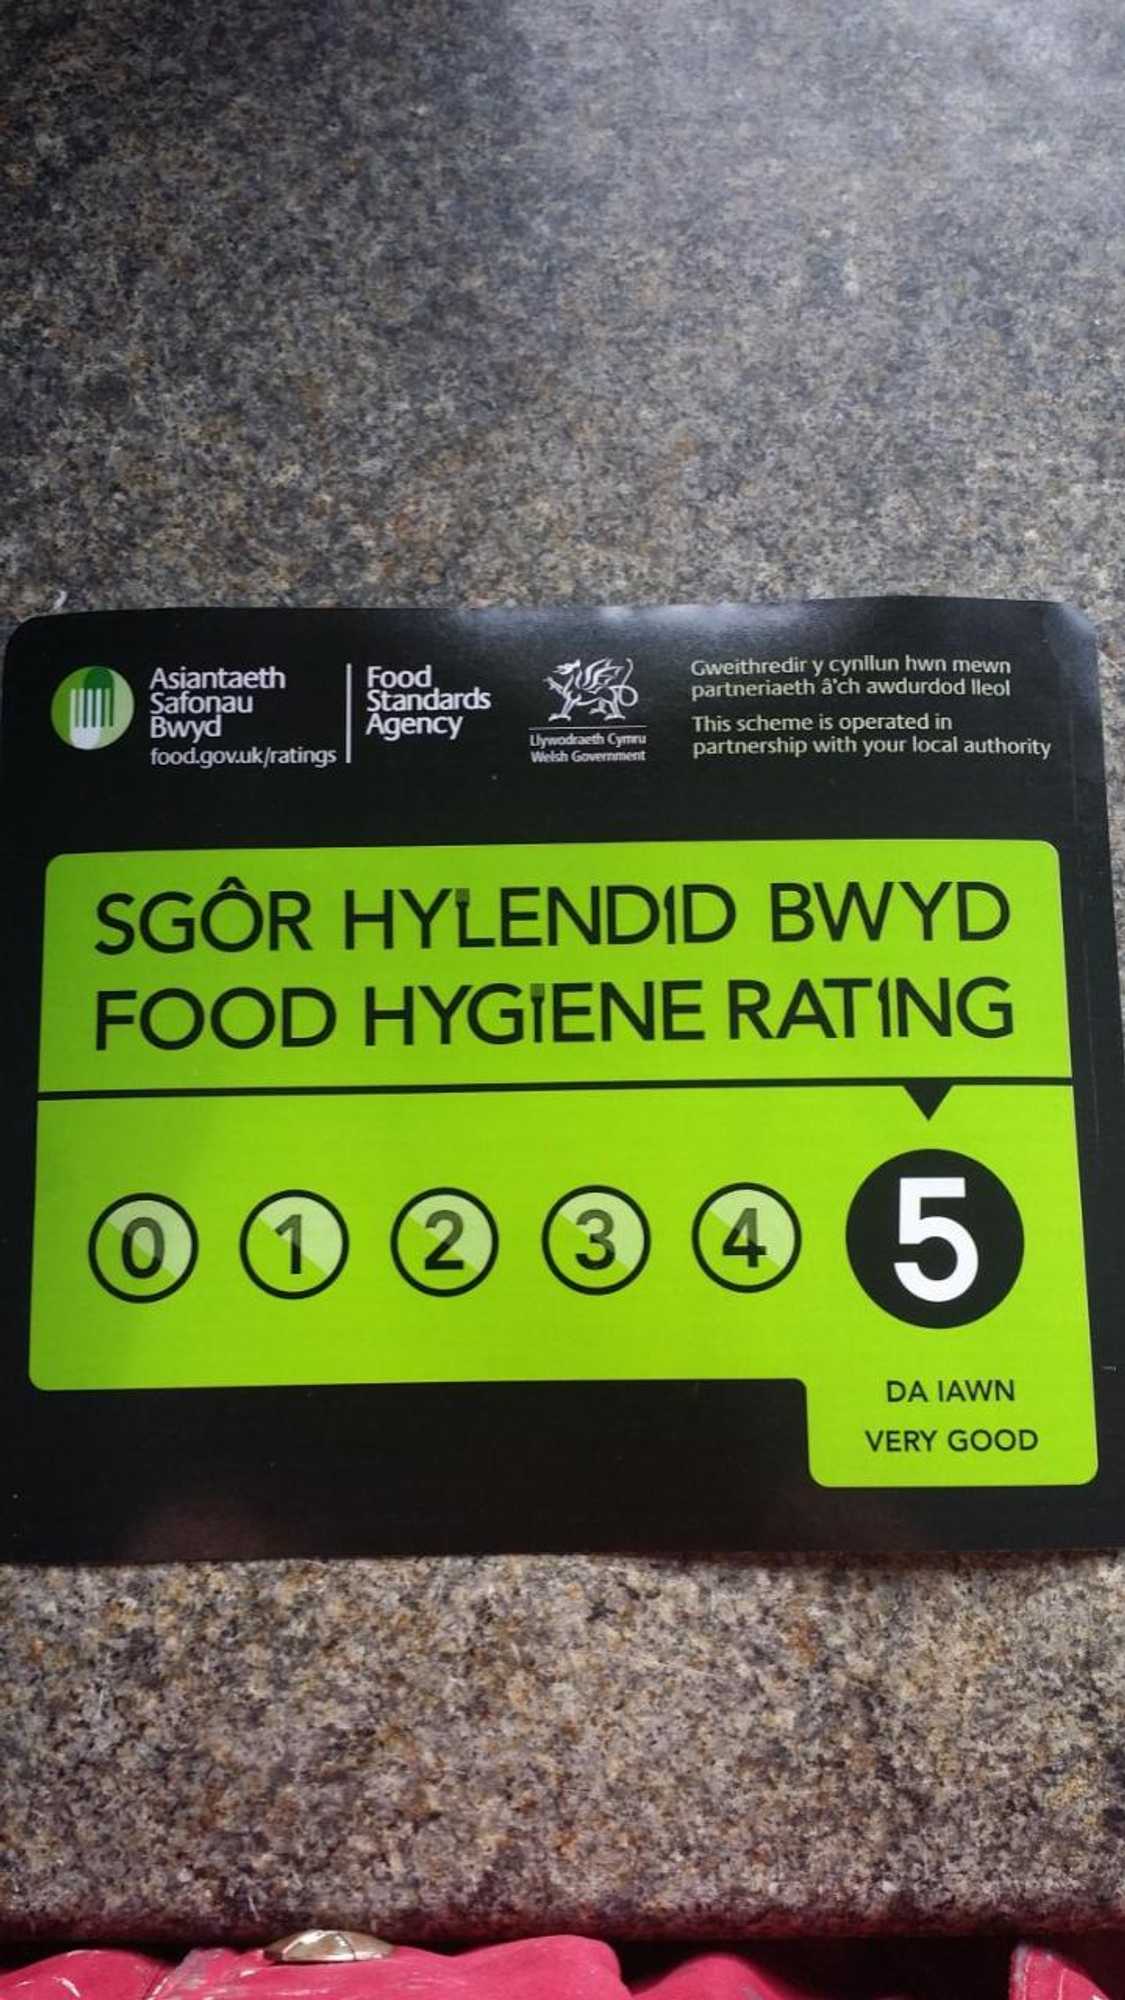 Asiantaeth
Safonau
Bwyd
food.gov.uk/ratings
Food
Standards
Agency
Llywodraeth Cymru
Welsh Government
Gweithredir y cynllun hwn mewn
partneriaeth â'ch awdurdod lleol
This scheme is operated in
partnership with your local authority
SGÔR HYLENDID BWYD
FOOD HYGIENE RATING
0 1 2 3 4 5
DA IAWN
VERY GOOD